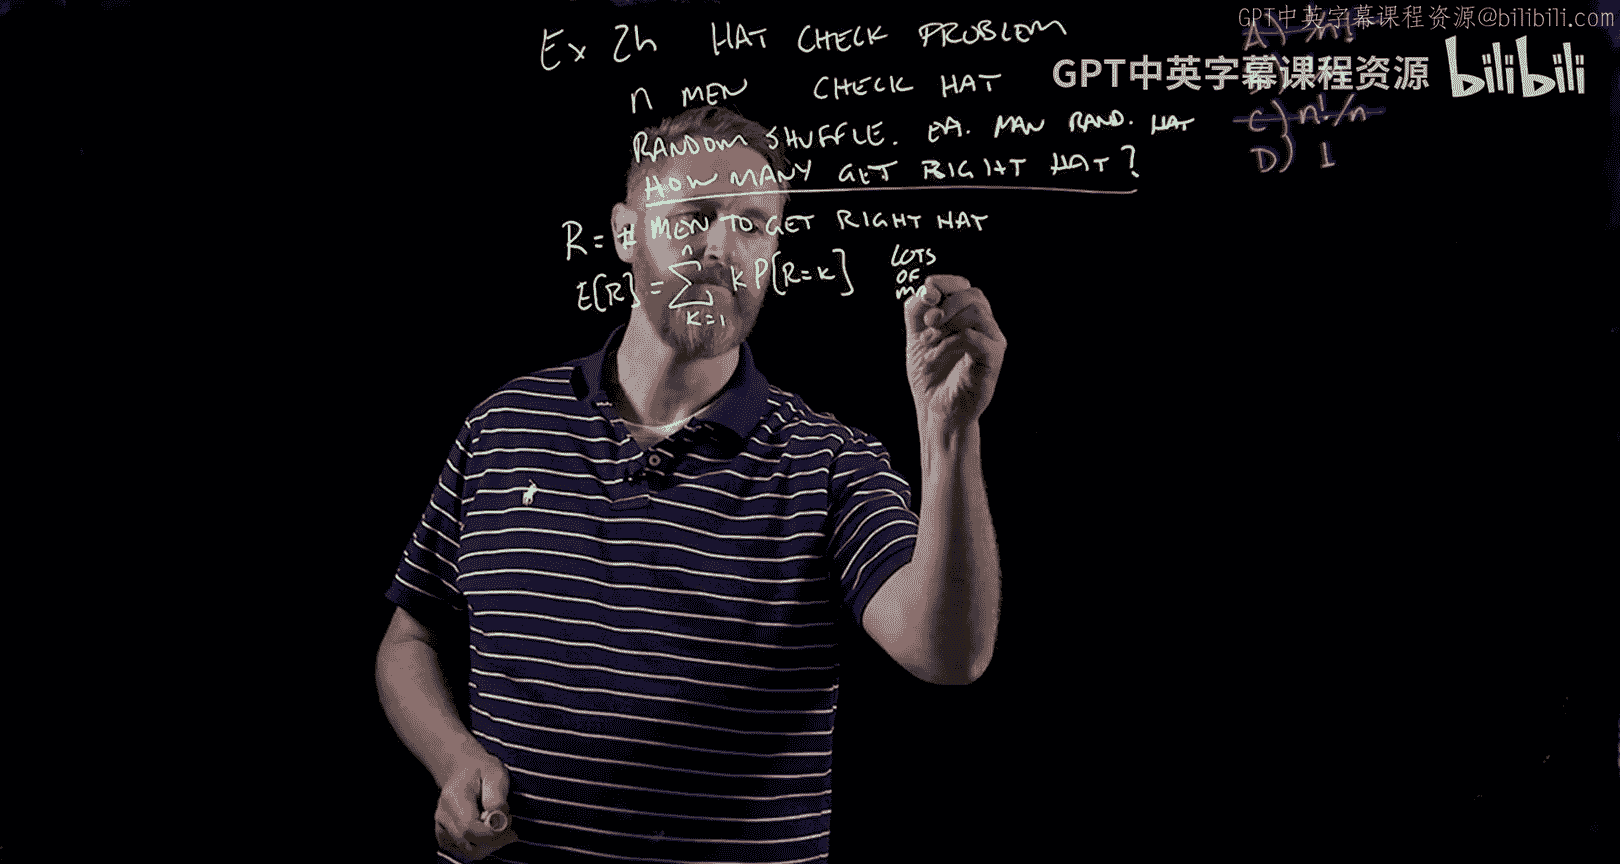 GPT中英字幕课程资源@bilibili.com
GPT中英字幕课程资源 bilibili
Ex 2h HAT CHECK PROBLEM
n MEN CHECK HAT
RANDOM SHUFFLE. EA. MAN RAND. HAT
HOW MANY GET RIGHT HAT?
R = # MEN TO GET RIGHT HAT
E[R] = n∑k=1 k P[R=k]
LOTS
OF
MA
A) n!
C) n!/n
D) 1